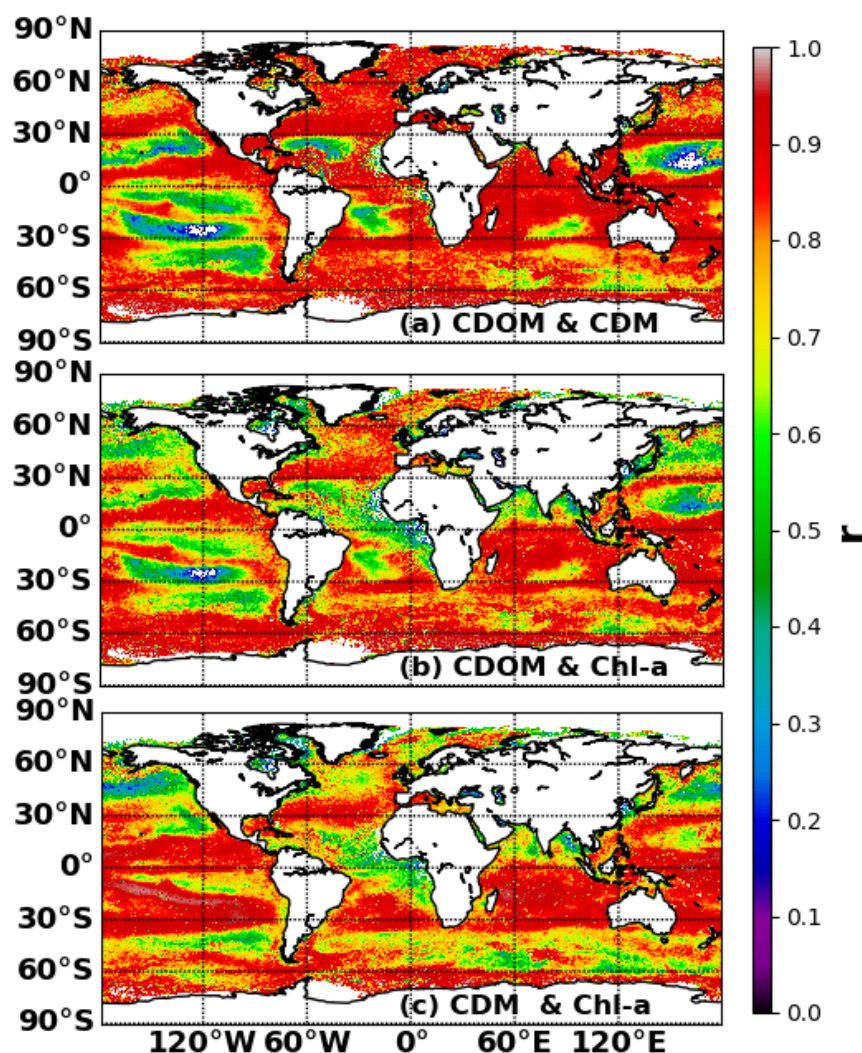 90°N
60°N
30°N
0°
30°S
60°S
90°S
(a) CDOM & CDM
90°N
60°N
30°N
0°
30°S
60°S
90°S
(b) CDOM & Chl-a
90°N
60°N
30°N
0°
30°S
60°S
90°S
(c) CDM & Chl-a
120°W 60°W 0° 60°E 120°E
1.0
0.9
0.8
0.7
0.6
0.5
0.4
0.3
0.2
0.1
0.0
r